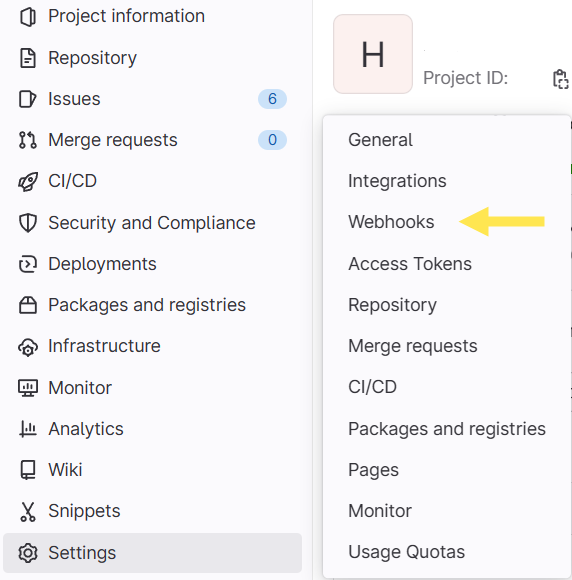 Project information
Repository
Issues 6
Merge requests 0
CI/CD
Security and Compliance
Deployments
Packages and registries
Infrastructure
Monitor
Analytics
Wiki
Snippets
Settings
H
Project ID:
General
Integrations
Webhooks
Access Tokens
Repository
Merge requests
CI/CD
Packages and registries
Pages
Monitor
Usage Quotas